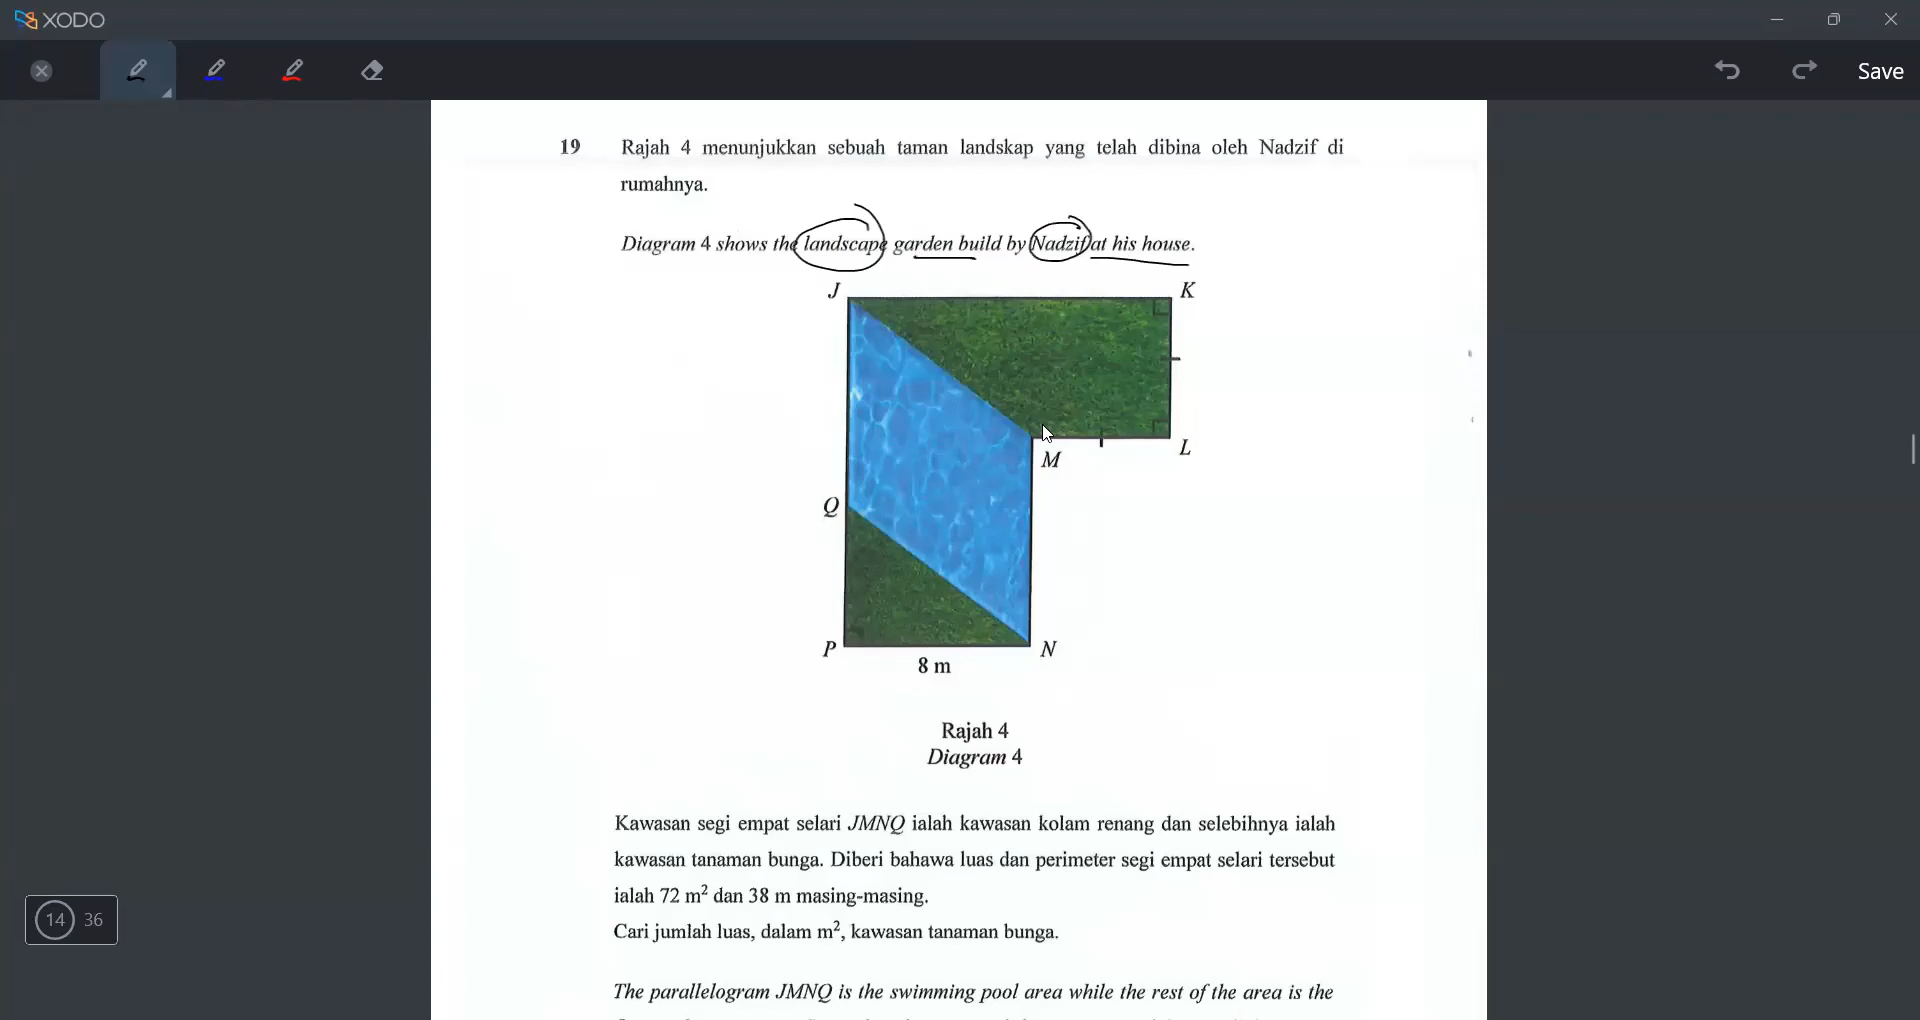 XODO
Save
19 Rajah 4 menunjukkan sebuah taman landskap yang telah dibina oleh Nadzif di
rumahnya.
Diagram 4 shows the landscape garden build by Nadzif at his house.
J
K
L
M
Q
P
N
8 m
Rajah 4
Diagram 4
Kawasan segi empat selari JMNQ ialah kawasan kolam renang dan selebihnya ialah
kawasan tanaman bunga. Diberi bahawa luas dan perimeter segi empat selari tersebut
ialah 72 m² dan 38 m masing-masing.
Cari jumlah luas, dalam m², kawasan tanaman bunga.
The parallelogram JMNQ is the swimming pool area while the rest of the area is the
14 36